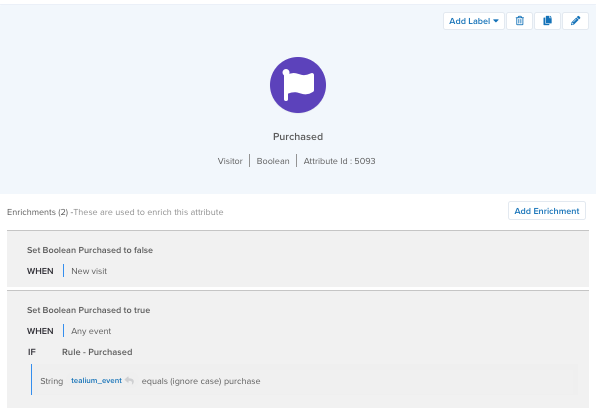 Add Label
Purchased
Visitor | Boolean | Attribute Id : 5093
Enrichments (2) -These are used to enrich this attribute
Add Enrichment
Set Boolean Purchased to false
WHEN | New visit
Set Boolean Purchased to true
WHEN | Any event
IF Rule - Purchased
String tealium_event equals (ignore case) purchase